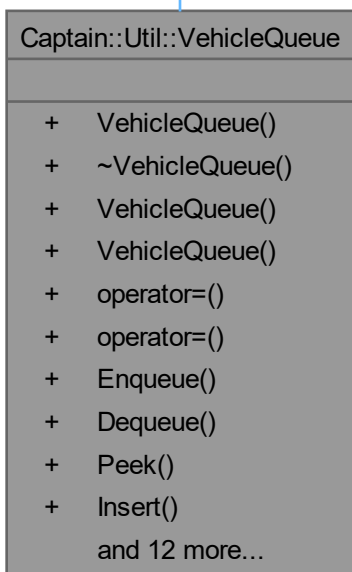 Captain::Util::VehicleQueue
+ VehicleQueue()
+ ~VehicleQueue()
+ VehicleQueue()
+ VehicleQueue()
+ operator=()
+ operator=()
+ Enqueue()
+ Dequeue()
+ Peek()
+ Insert()
and 12 more...